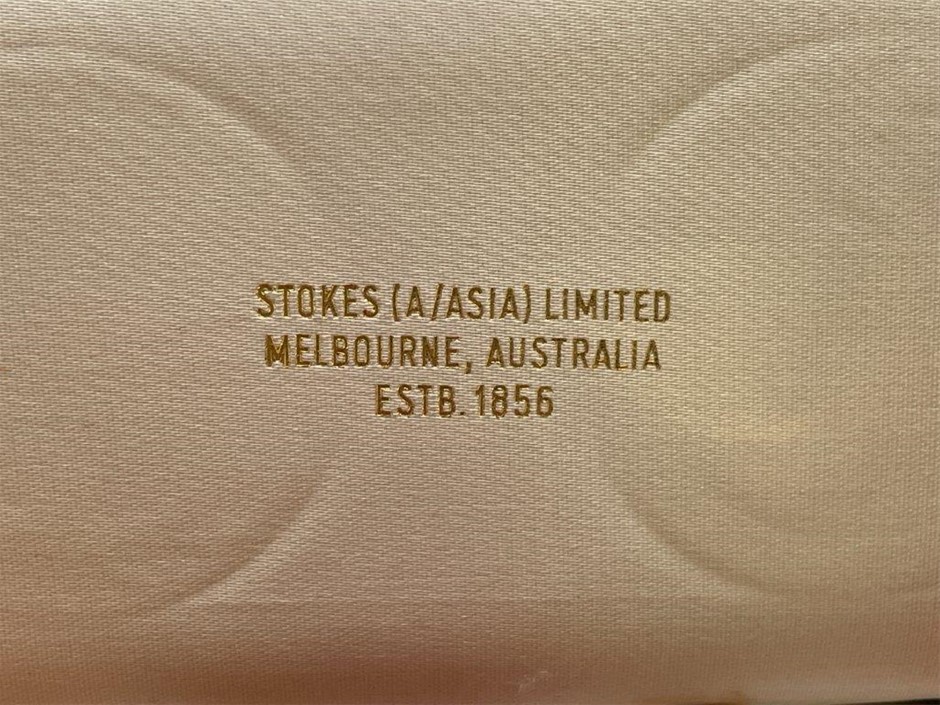 STOKES (A/ASIA) LIMITED
MELBOURNE, AUSTRALIA
ESTB. 1856